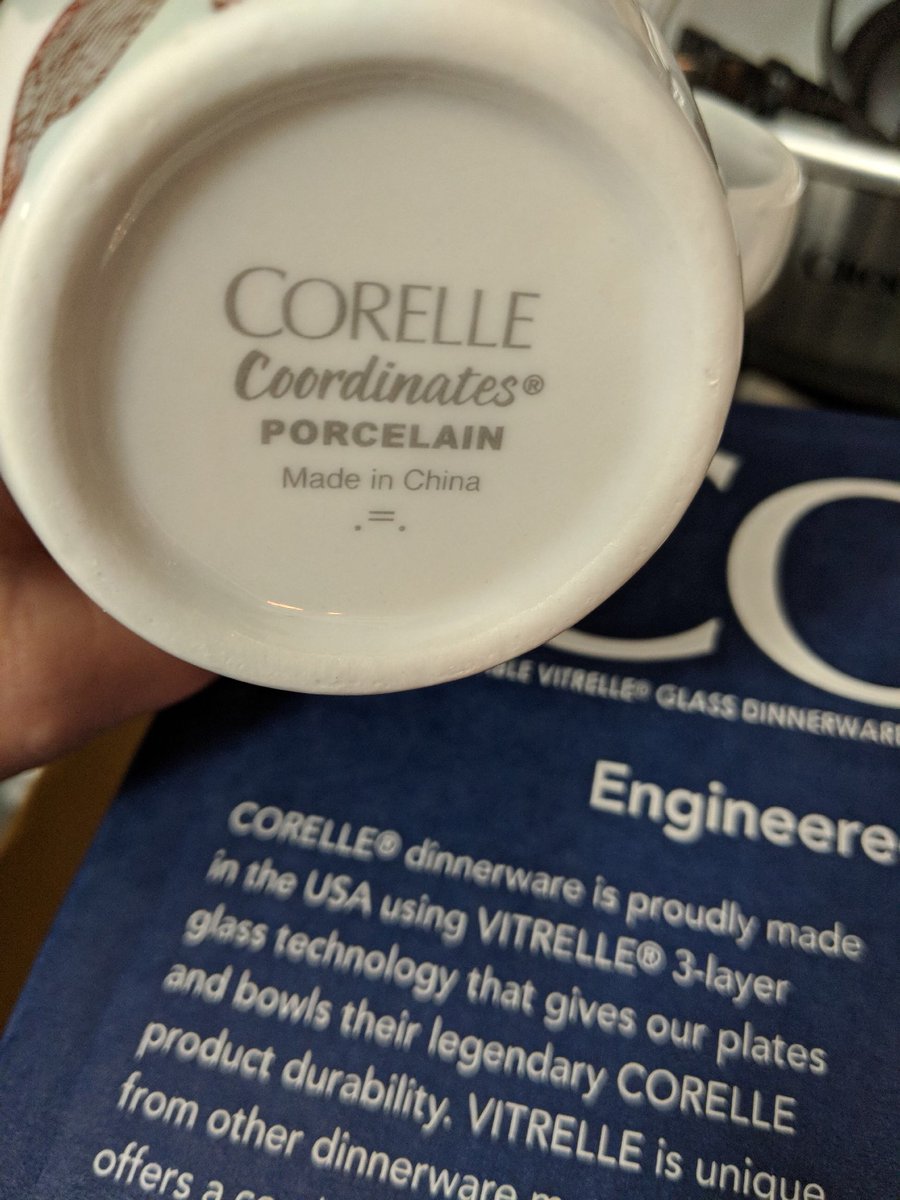 CORELLE
Coordinates®
PORCELAIN
Made in China
.=.
CO
VITRELLE® GLASS DINNERWARE
Engineere
CORELLE® dinnerware is proudly made
in the USA using VITRELLE® 3-layer
glass technology that gives our plates
and bowls their legendary CORELLE
product durability. VITRELLE is unique
from other dinnerware
offers a